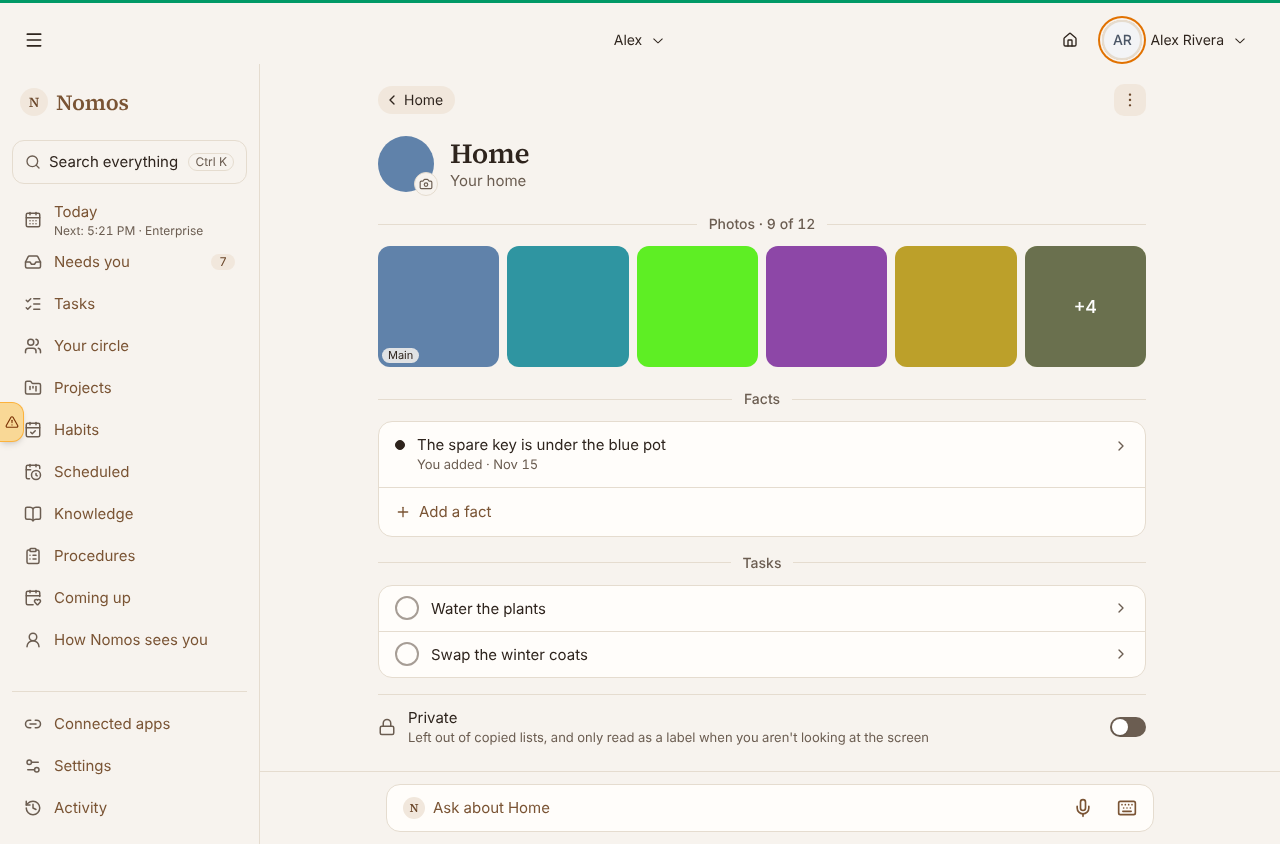 Alex
AR
Alex Rivera
N
Nomos
Search everything
Ctrl K
Today
Next: 5:21 PM · Enterprise
Needs you
7
Tasks
Your circle
Projects
Habits
Scheduled
Knowledge
Procedures
Coming up
How Nomos sees you
Connected apps
Settings
Activity
Home
Home
Your home
Photos · 9 of 12
Main
+4
Facts
The spare key is under the blue pot
You added · Nov 15
Add a fact
Tasks
Water the plants
Swap the winter coats
Private
Left out of copied lists, and only read as a label when you aren't looking at the screen
N
Ask about Home